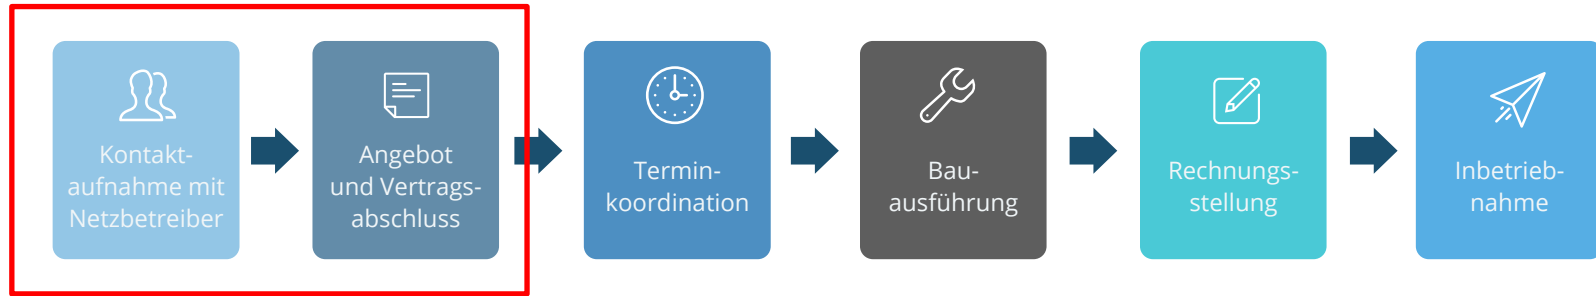 Kontakt-
aufnahme mit
Netzbetreiber
Angebot
und Vertrags-
abschluss
Termin-
koordination
Bau-
ausführung
Rechnungs-
stellung
Inbetrieb-
nahme